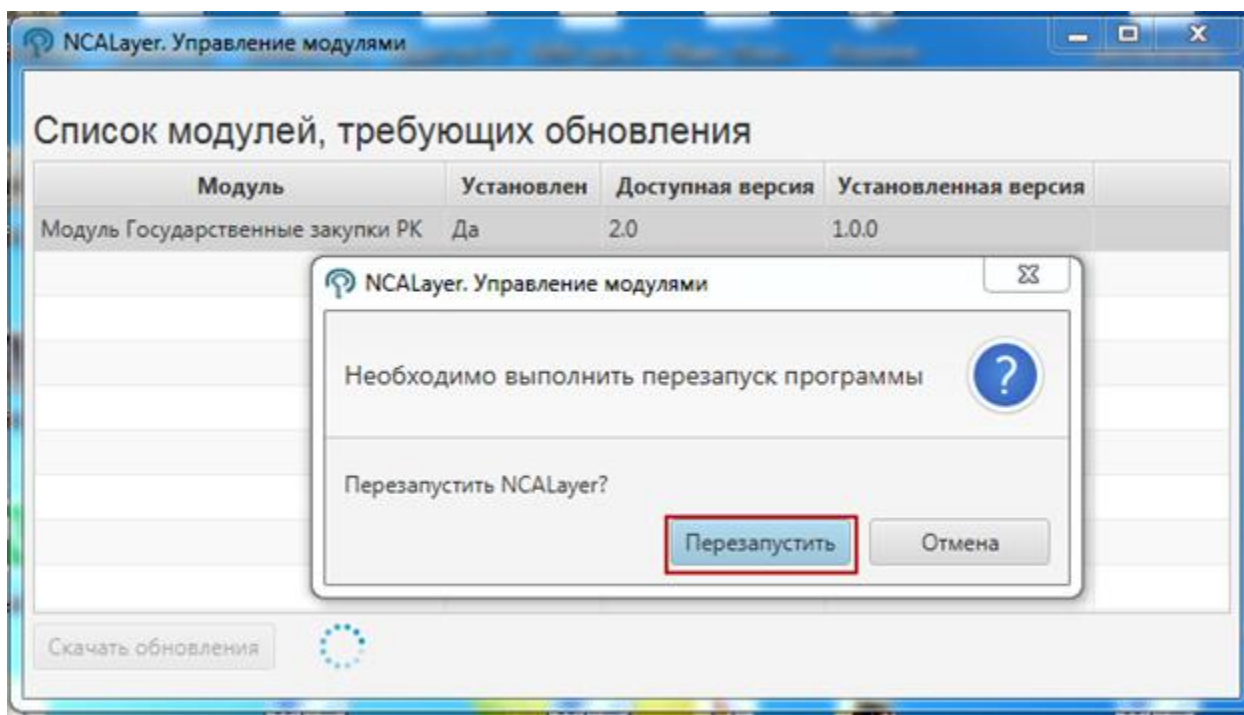 NCALayer. Управление модулями
Список модулей, требующих обновления
Модуль Установлен Доступная версия Установленная версия
Модуль Государственные закупки РК Да 2.0 1.0.0
NCALayer. Управление модулями
Необходимо выполнить перезапуск программы
?
Перезапустить NCALayer?
Перезапустить Отмена
Скачать обновления